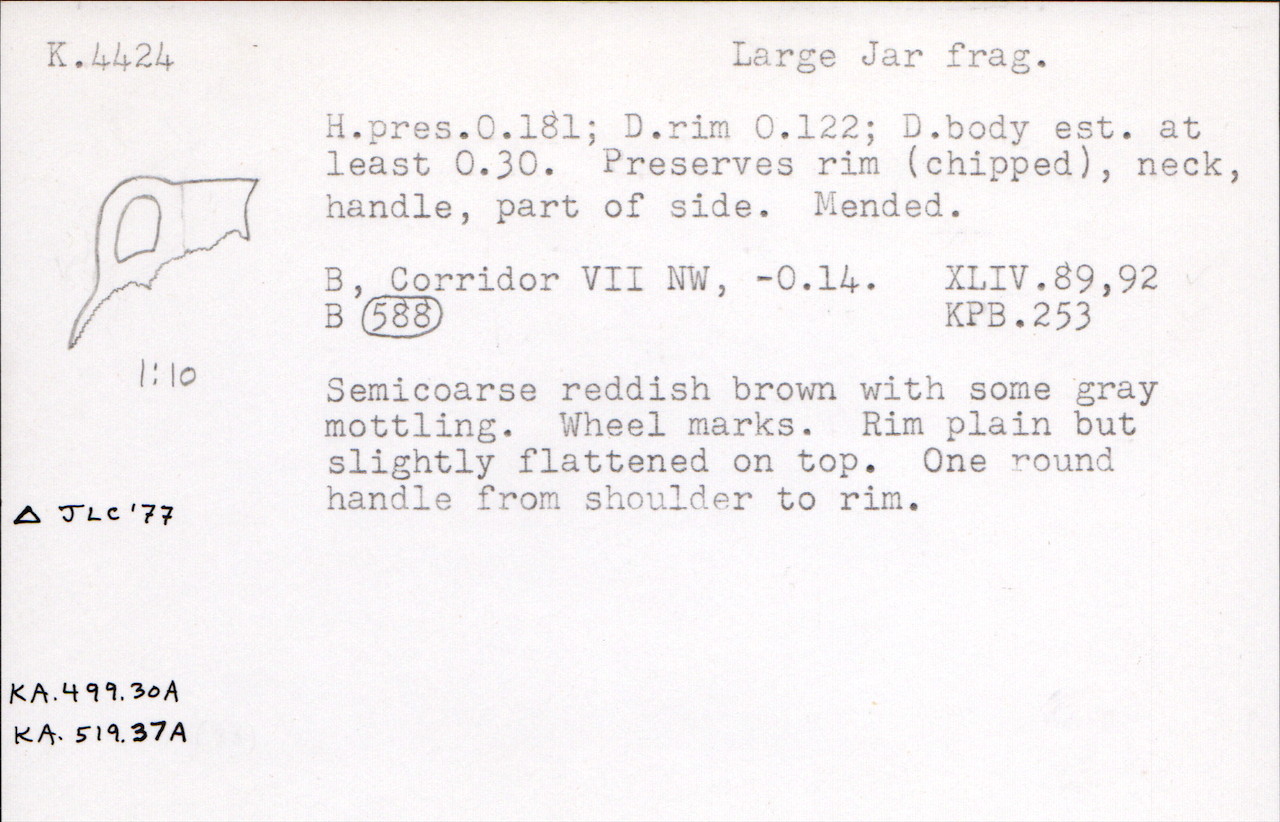 K.4424
Large Jar frag.
H.pres.0.181; D.rim 0.122; D.body est. at
least 0.30. Preserves rim (chipped), neck,
handle, part of side. Mended.
B, Corridor VII NW, -0.14. XLIV.89,92
B 588 KPB.253
1:10
Semicoarse reddish brown with some gray
mottling. Wheel marks. Rim plain but
slightly flattened on top. One round
handle from shoulder to rim.
Δ JLC '77
KA.499.30A
KA.519.37A